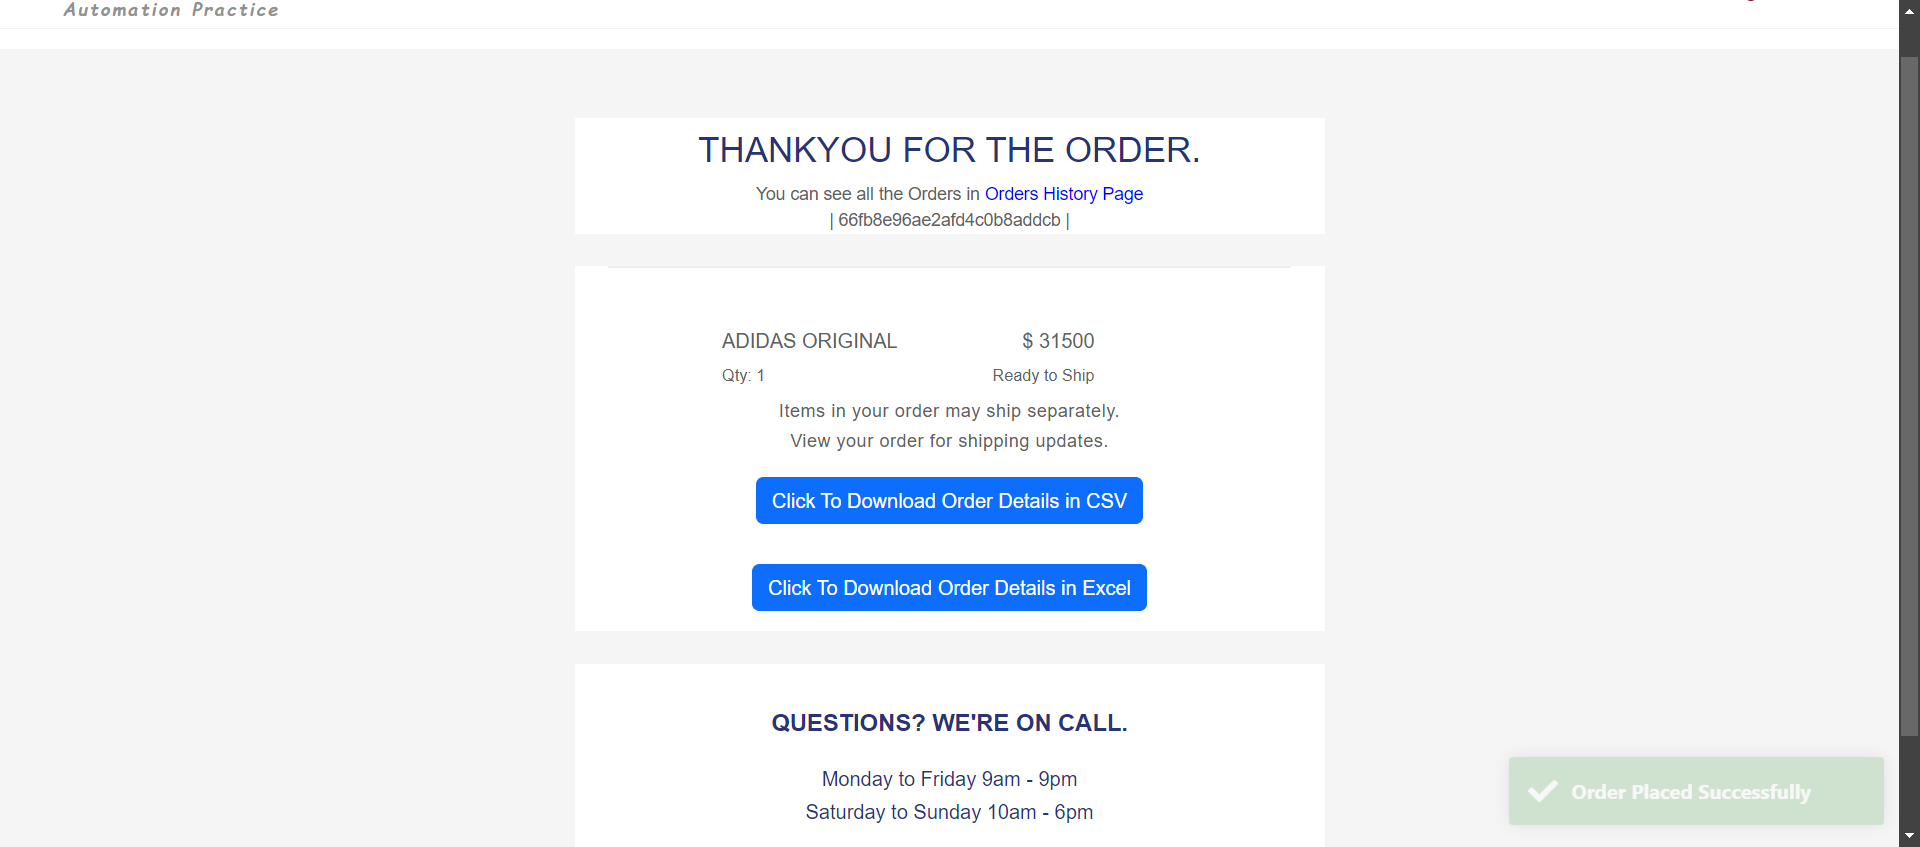 Automation Practice
THANKYOU FOR THE ORDER.
You can see all the Orders in Orders History Page
| 66fb8e96ae2afd4c0b8addcb |
ADIDAS ORIGINAL $ 31500
Qty: 1 Ready to Ship
Items in your order may ship separately.
View your order for shipping updates.
Click To Download Order Details in CSV
Click To Download Order Details in Excel
QUESTIONS? WE'RE ON CALL.
Monday to Friday 9am - 9pm
Saturday to Sunday 10am - 6pm
Order Placed Successfully